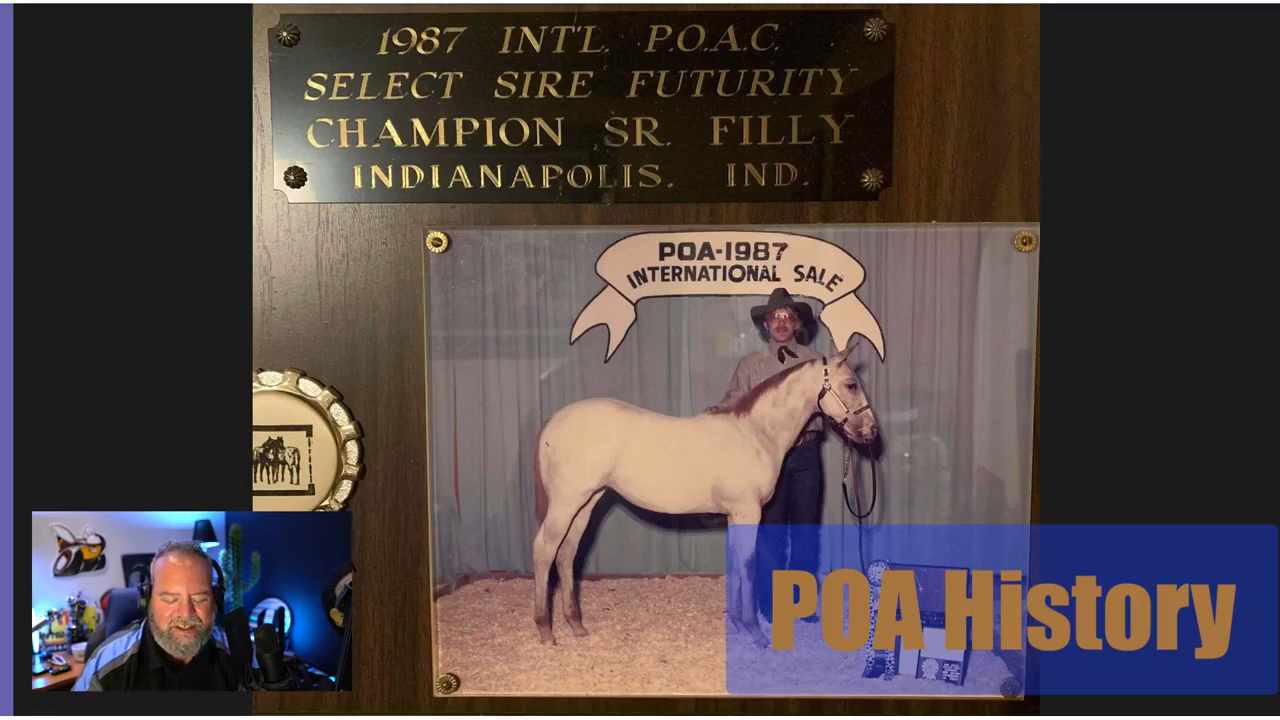 1987 INT'L. P.O.A.C.
SELECT SIRE FUTURITY
CHAMPION SR. FILLY
INDIANAPOLIS, IND.
POA-1987
INTERNATIONAL SALE
POA History